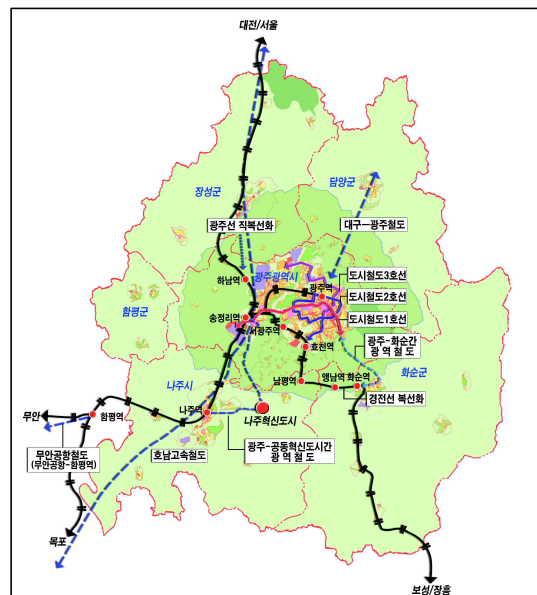 대전/서울
장성군
담양군
광주선 직복선화
대구—광주철도
광주광역시
도시철도3호선
하남역
광주역
도시철도2호선
함평군
송정리역
도시철도1호선
서광주역
효천역
광주-화순간
광 역 철 도
화순군
남평역
앵남역
화순역
나주시
경전선 복선화
무안
함평역
나주역
나주혁신도시
무안공항철도
(무안공항-함평역)
호남고속철도
광주-공동혁신도시간
광 역 철 도
목포
보성/장흥